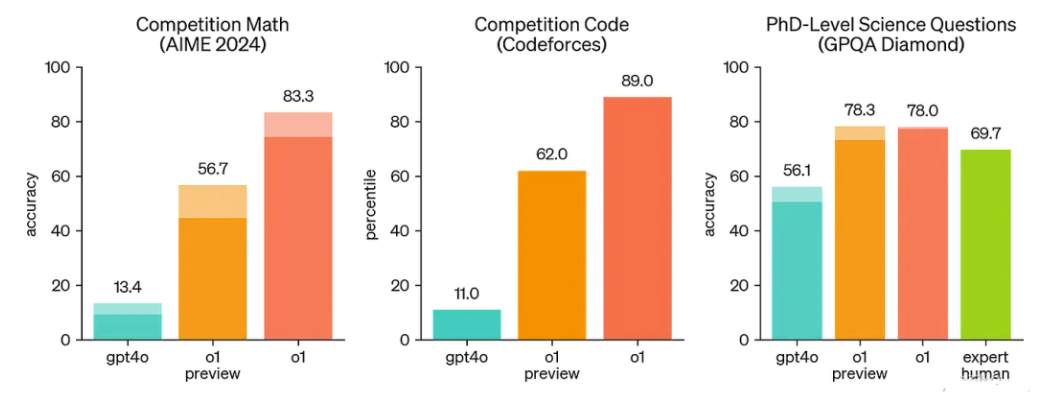 Competition Math
(AIME 2024)
accuracy
100
80
60
40
20
0
13.4
56.7
83.3
gpt4o
o1
preview
o1
Competition Code
(Codeforces)
percentile
100
80
60
40
20
0
11.0
62.0
89.0
gpt4o
o1
preview
o1
PhD-Level Science Questions
(GPQA Diamond)
accuracy
100
80
60
40
20
0
56.1
78.3
78.0
69.7
gpt4o
o1
preview
o1
expert
human